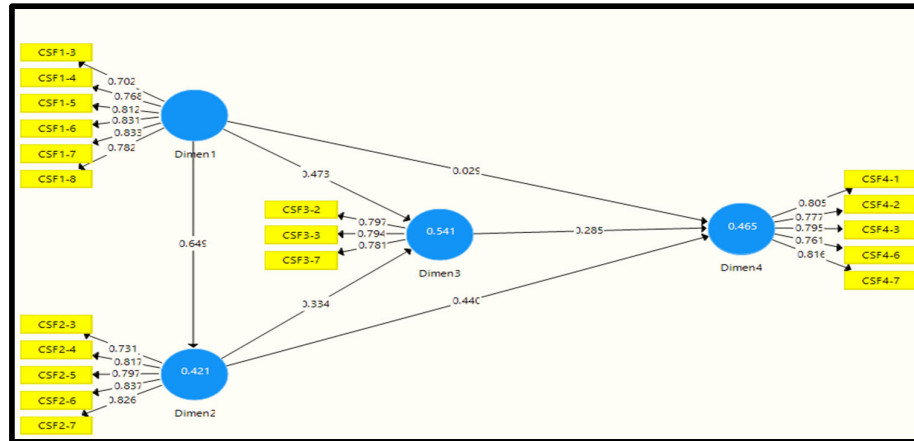 CSF1-3
CSF1-4
CSF1-5
CSF1-6
CSF1-7
CSF1-8
0.702
0.768
0.812
0.831
0.833
0.782
Dimen1
0.473
0.029
0.649
CSF3-2
CSF3-3
CSF3-7
0.797
0.794
0.781
0.541
Dimen3
0.285
0.465
Dimen4
0.805
0.777
0.795
0.761
0.816
CSF4-1
CSF4-2
CSF4-3
CSF4-6
CSF4-7
0.334
0.440
CSF2-3
CSF2-4
CSF2-5
CSF2-6
CSF2-7
0.731
0.817
0.797
0.837
0.826
0.421
Dimen2